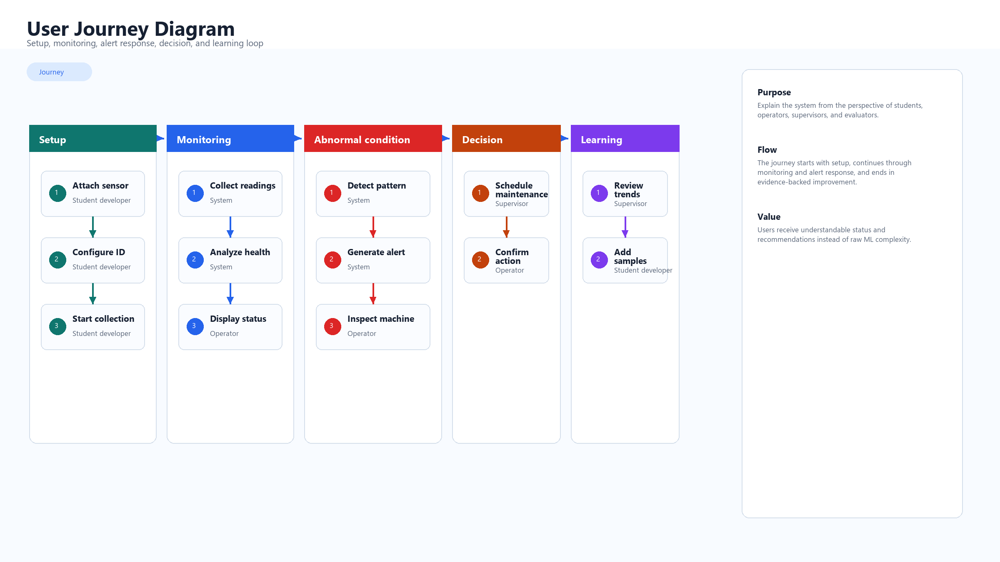 User Journey Diagram
Setup, monitoring, alert response, decision, and learning loop
Journey
Setup
1
Attach sensor
Student developer
2
Configure ID
Student developer
3
Start collection
Student developer
Monitoring
1
Collect readings
System
2
Analyze health
System
3
Display status
Operator
Abnormal condition
1
Detect pattern
System
2
Generate alert
System
3
Inspect machine
Operator
Decision
1
Schedule
maintenance
Supervisor
2
Confirm
action
Operator
Learning
1
Review
trends
Supervisor
2
Add
samples
Student developer
Purpose
Explain the system from the perspective of students,
operators, supervisors, and evaluators.
Flow
The journey starts with setup, continues through
monitoring and alert response, and ends in
evidence-backed improvement.
Value
Users receive understandable status and
recommendations instead of raw ML complexity.